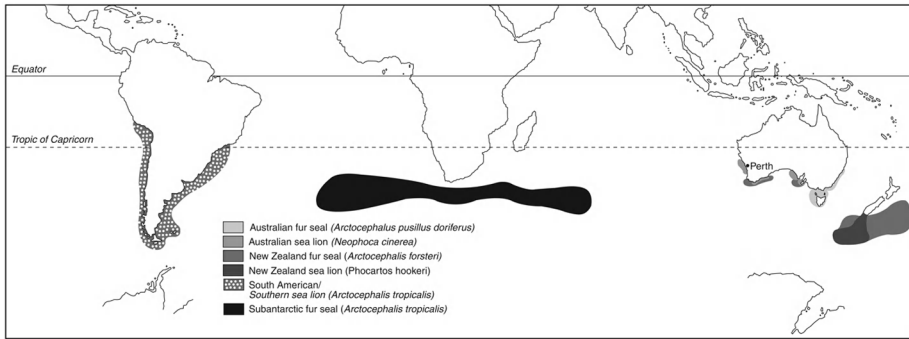 Equator
Tropic of Capricorn
Perth
Australian fur seal (Arctocephalus pusillus doriferus)
Australian sea lion (Neophoca cinerea)
New Zealand fur seal (Arctocephalis forsteri)
New Zealand sea lion (Phocartos hookeri)
South American/
Southern sea lion (Arctocephalis tropicalis)
Subantarctic fur seal (Arctocephalis tropicalis)